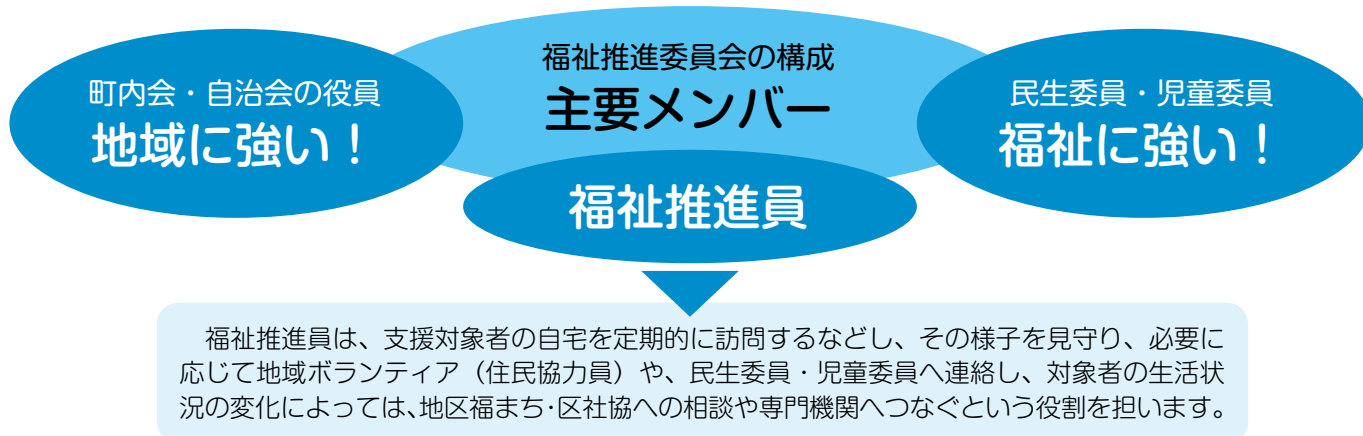 福祉推進委員会の構成
主要メンバー
町内会・自治会の役員
地域に強い！
民生委員・児童委員
福祉に強い！
福祉推進員
福祉推進員は、支援対象者の自宅を定期的に訪問するなどし、その様子を見守り、必要に
応じて地域ボランティア（住民協力員）や、民生委員・児童委員へ連絡し、対象者の生活状
況の変化によっては、地区福まち・区社協への相談や専門機関へつなぐという役割を担います。